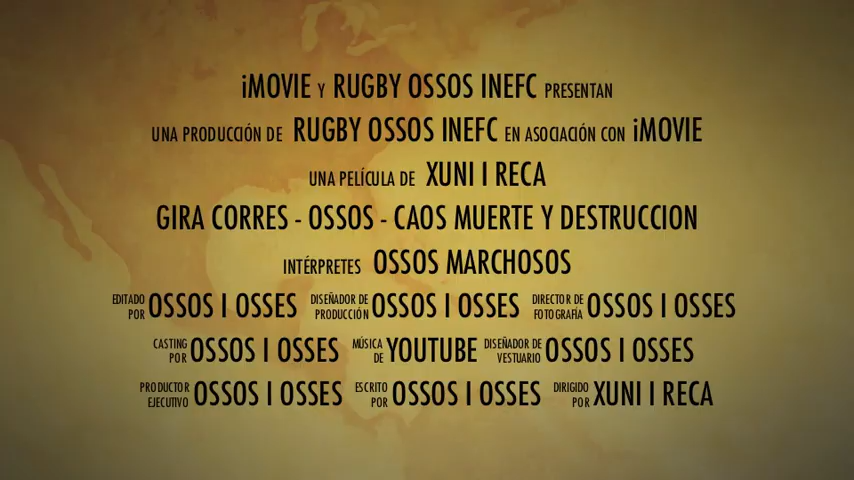 iMOVIE Y RUGBY OSSOS INEFC PRESENTAN
UNA PRODUCCIÓN DE RUGBY OSSOS INEFC EN ASOCIACIÓN CON iMOVIE
UNA PELÍCULA DE XUNI I RECA
GIRA CORRES - OSSOS - CAOS MUERTE Y DESTRUCCION
INTÉRPRETES OSSOS MARCHOSOS
EDITADO POR OSSOS I OSSES DISEÑADOR DE PRODUCCIÓN OSSOS I OSSES DIRECTOR DE FOTOGRAFÍA OSSOS I OSSES
CASTING POR OSSOS I OSSES MÚSICA DE YOUTUBE DISEÑADOR DE VESTUARIO OSSOS I OSSES
PRODUCTOR EJECUTIVO OSSOS I OSSES ESCRITO POR OSSOS I OSSES DIRIGIDO POR XUNI I RECA